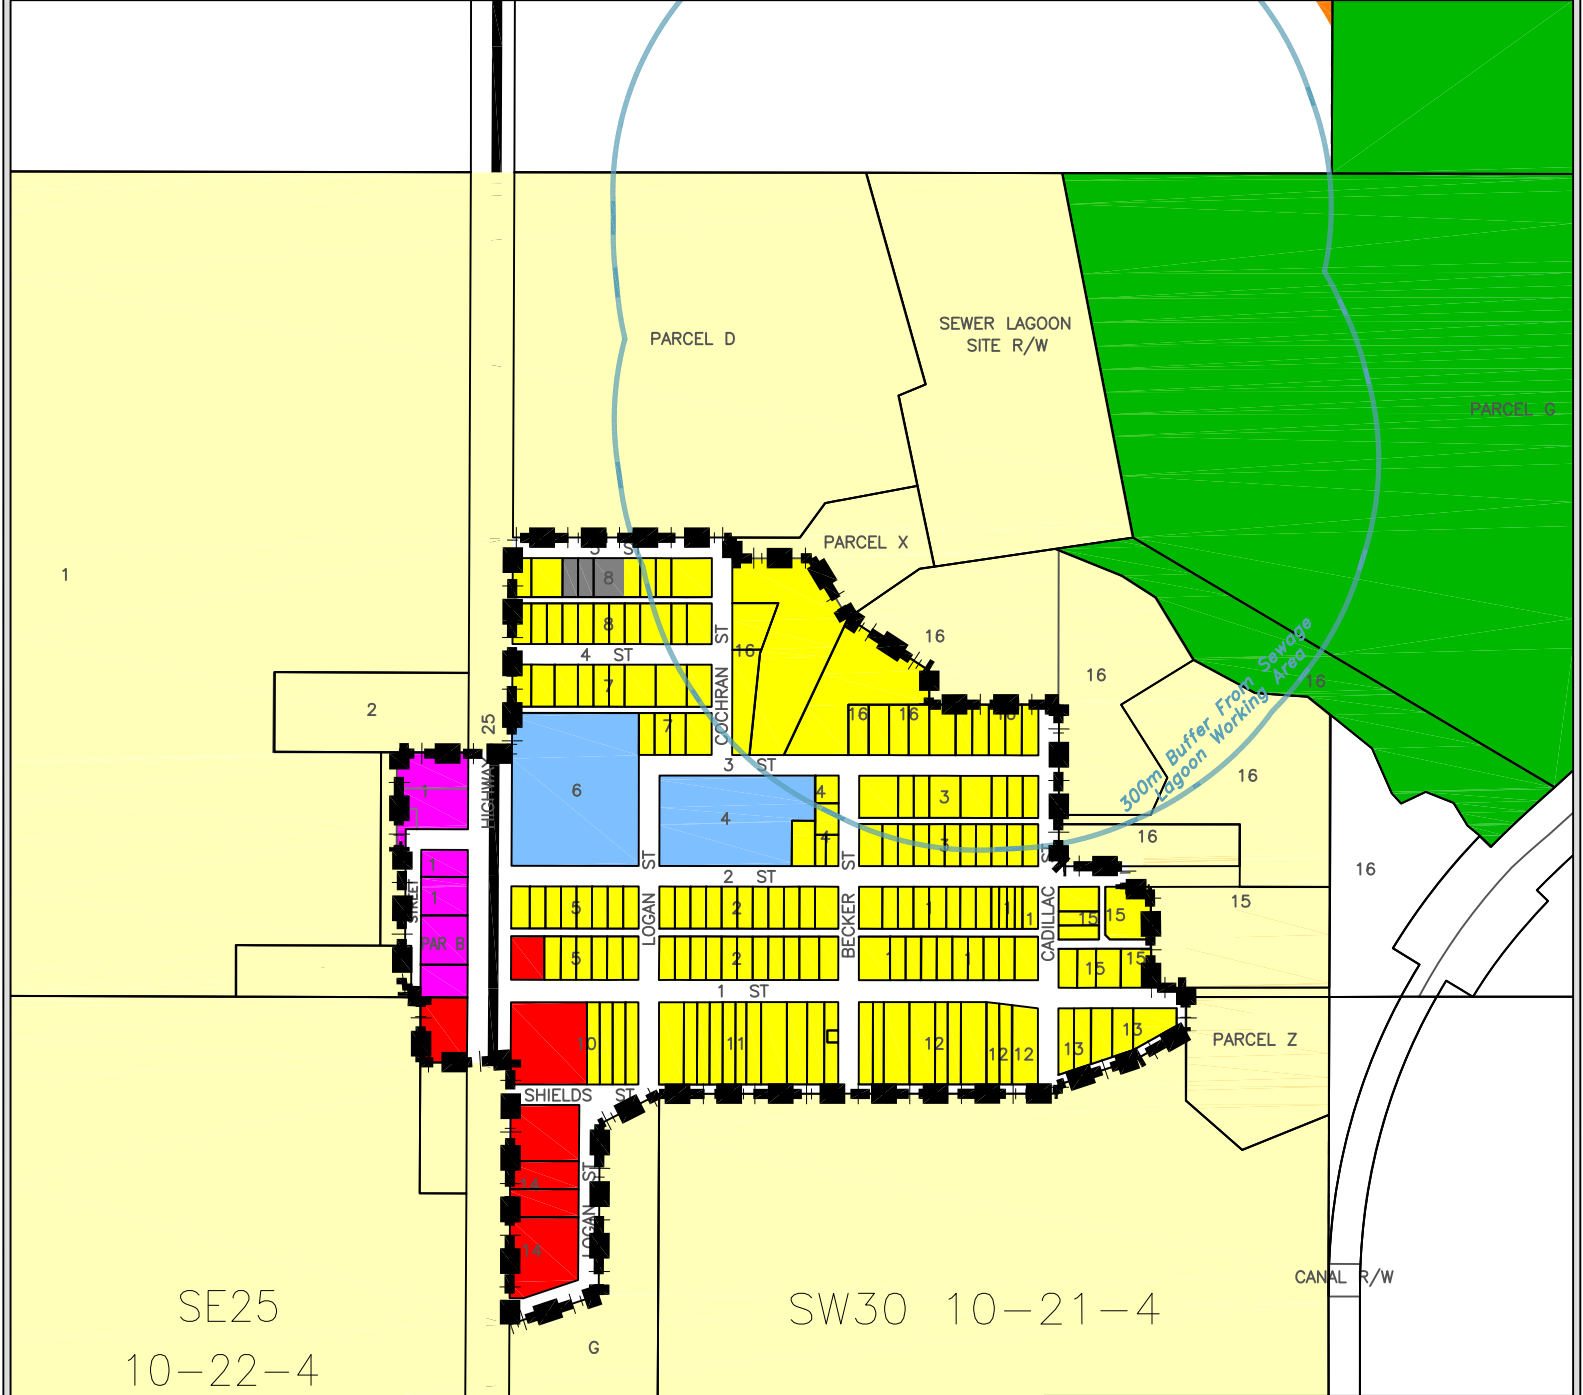 SEWER LAGOON
SITE R/W
PARCEL D
PARCEL G
PARCEL X
5 S
1
8
8
16
4 ST
16
16
7
16
2
COCHRAN ST
7
16
16
16
HIGHWAY 25
300m Buffer From Sewage
Lagoon Working Area
3 ST
16
1
6
4
3
4
4
3
16
ST
1
2 ST
16
STREET
1
LOGAN ST
BECKER ST
CADILLAC
5
2
1
1
1
15
15
15
PAR B
5
2
1
1
15
15
1 ST
10
11
12
12
12
13
13
PARCEL Z
SHIELDS ST
14
LOGAN ST
14
CANAL R/W
SE25
10-22-4
SW30 10-21-4
G